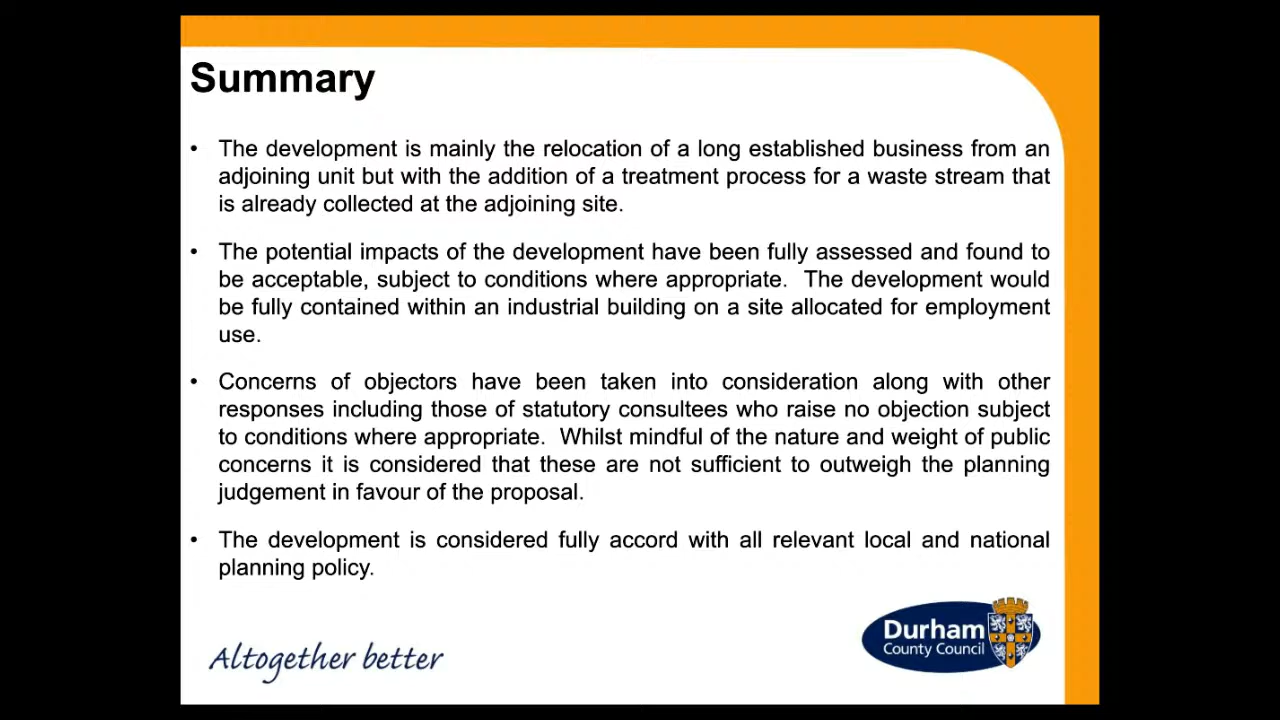 Summary
• The development is mainly the relocation of a long established business from an
adjoining unit but with the addition of a treatment process for a waste stream that
is already collected at the adjoining site.
• The potential impacts of the development have been fully assessed and found to
be acceptable, subject to conditions where appropriate.  The development would
be fully contained within an industrial building on a site allocated for employment
use.
• Concerns of objectors have been taken into consideration along with other
responses including those of statutory consultees who raise no objection subject
to conditions where appropriate.  Whilst mindful of the nature and weight of public
concerns it is considered that these are not sufficient to outweigh the planning
judgement in favour of the proposal.
• The development is considered fully accord with all relevant local and national
planning policy.
Altogether better
Durham
County Council